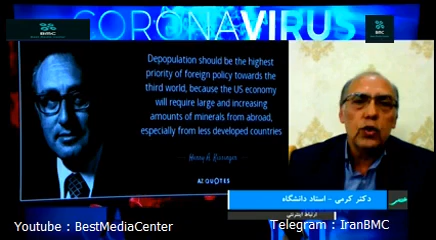 CORONAVIRUS
BMC
BMC
Depopulation should be the highest
priority of foreign policy towards the
third world, because the US economy
will require large and increasing
amounts of minerals from abroad,
especially from less developed countries
Henry A. Kissinger
AZ QUOTES
دکتر کرمی - استاد دانشگاه
ارتباط اینترنتی
Youtube : BestMediaCenter
Telegram : IranBMC